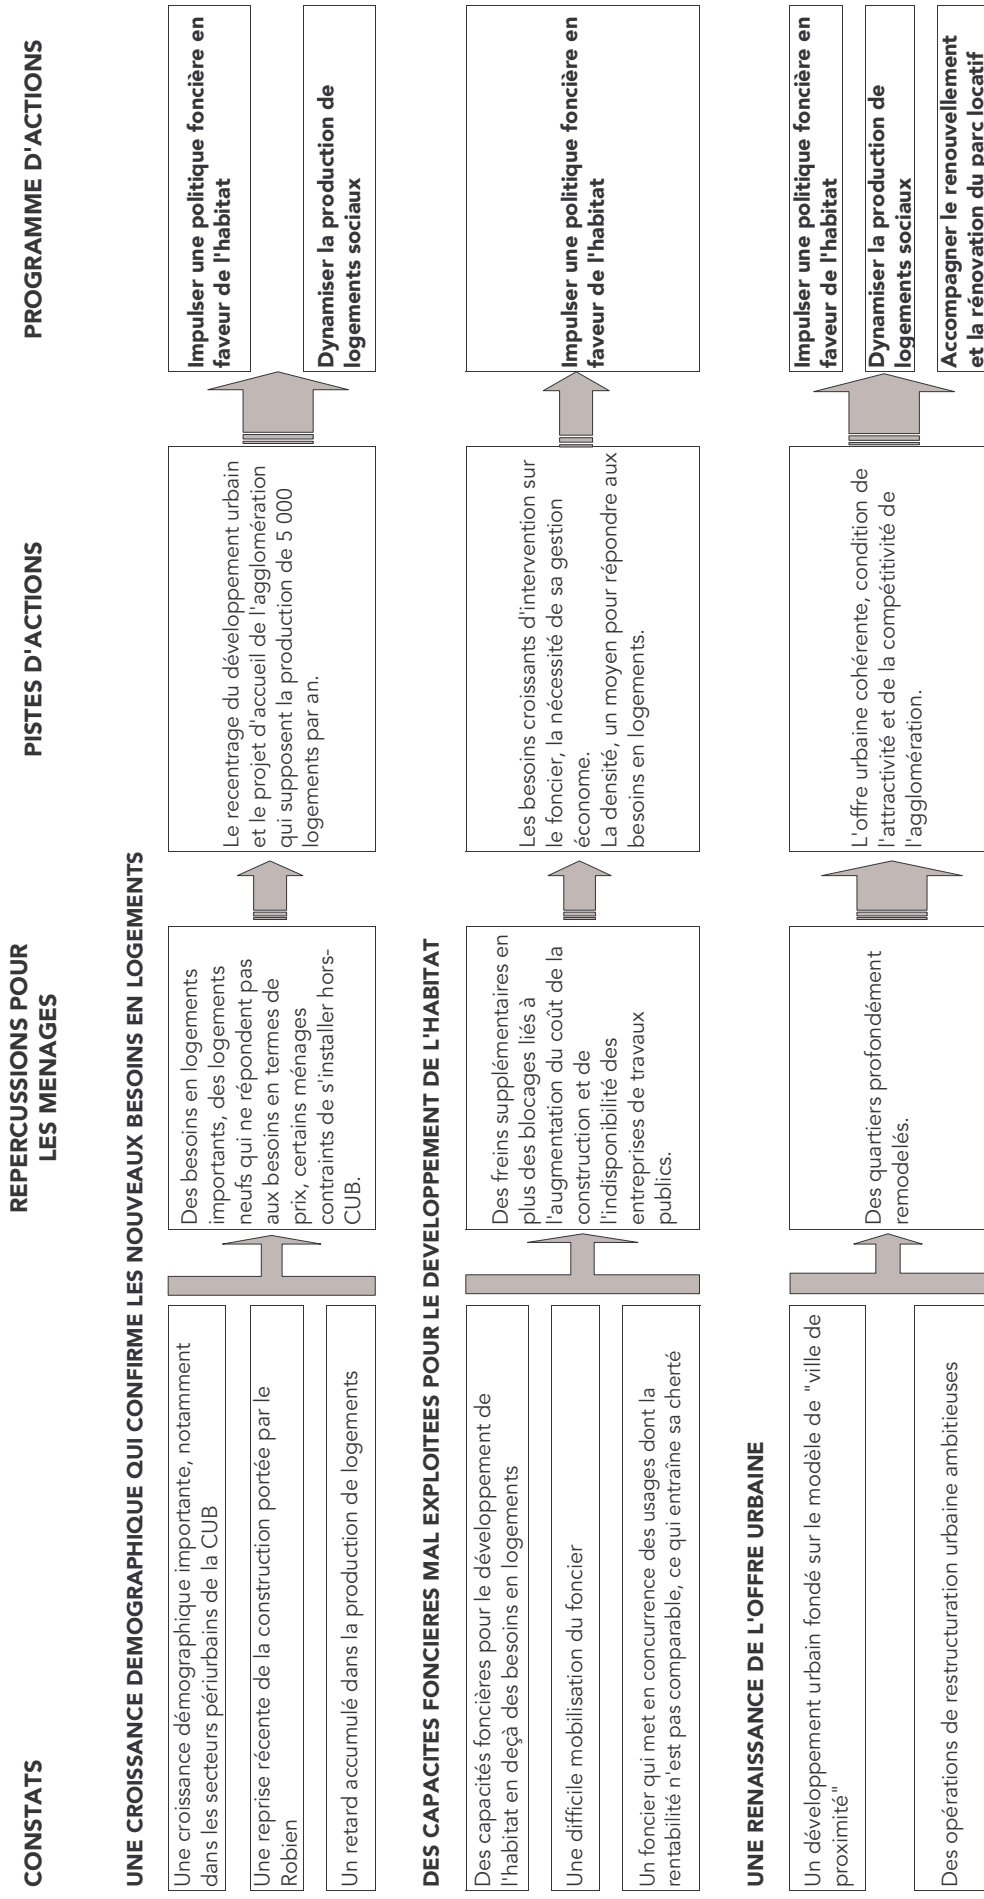 CONSTATS
REPERCUSSIONS POUR
LES MENAGES
PISTES D'ACTIONS
PROGRAMME D'ACTIONS
UNE CROISSANCE DEMOGRAPHIQUE QUI CONFIRME LES NOUVEAUX BESOINS EN LOGEMENTS
Une croissance démographique importante, notamment
dans les secteurs périurbains de la CUB
Une reprise récente de la construction portée par le
Robien
Un retard accumulé dans la production de logements
Des besoins en logements
importants, des logements
neufs qui ne répondent pas
aux besoins en termes de
prix, certains ménages
contraints de s'installer hors-
CUB.
Le recentrage du développement urbain
et le projet d'accueil de l'agglomération
qui supposent la production de 5 000
logements par an.
Impulser une politique foncière en
faveur de l'habitat
Dynamiser la production de
logements sociaux
DES CAPACITES FONCIERES MAL EXPLOITEES POUR LE DEVELOPPEMENT DE L'HABITAT
Des capacités foncières pour le développement de
l'habitat en deçà des besoins en logements
Une difficile mobilisation du foncier
Un foncier qui met en concurrence des usages dont la
rentabilité n'est pas comparable, ce qui entraîne sa cherté
Des freins supplémentaires en
plus des blocages liés à
l'augmentation du coût de la
construction et de
l'indisponibilité des
entreprises de travaux
publics.
Les besoins croissants d'intervention sur
le foncier, la nécessité de sa gestion
économe.
La densité, un moyen pour répondre aux
besoins en logements.
Impulser une politique foncière en
faveur de l'habitat
UNE RENAISSANCE DE L'OFFRE URBAINE
Un développement urbain fondé sur le modèle de "ville de
proximité"
Des opérations de restructuration urbaine ambitieuses
Des quartiers profondément
remodelés.
L'offre urbaine cohérente, condition de
l'attractivité et de la compétitivité de
l'agglomération.
Impulser une politique foncière en
faveur de l'habitat
Dynamiser la production de
logements sociaux
Accompagner le renouvellement
et la rénovation du parc locatif